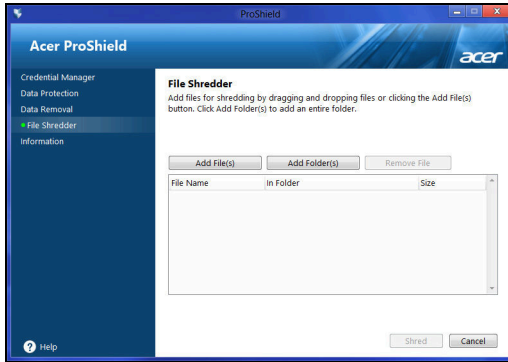 ProShield
Acer ProShield
acer
Credential Manager
Data Protection
Data Removal
File Shredder
Information
Help
File Shredder
Add files for shredding by dragging and dropping files or clicking the Add File(s)
button. Click Add Folder(s) to add an entire folder.
Add File(s) Add Folder(s) Remove File
File Name In Folder Size
Shred Cancel